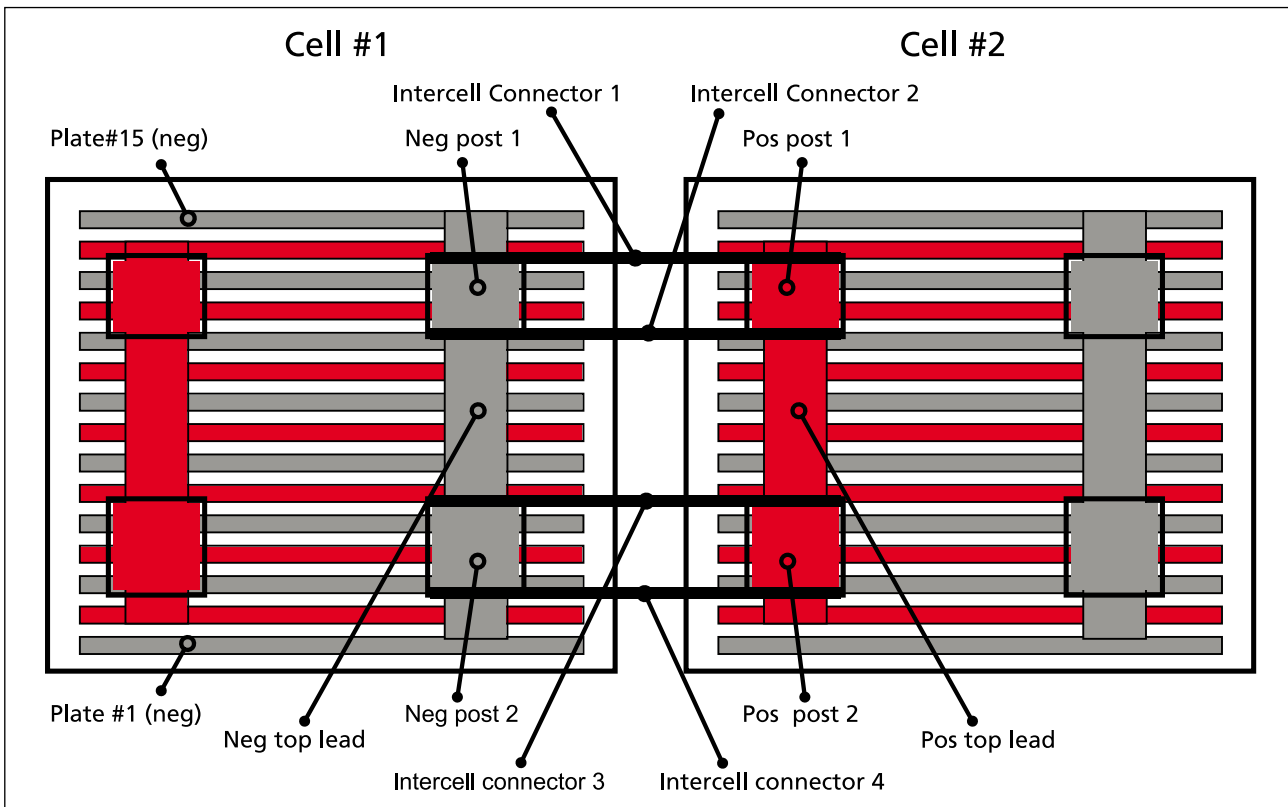 Cell #1
Cell #2
Intercell Connector 1
Intercell Connector 2
Plate#15 (neg)
Neg post 1
Pos post 1
Plate #1 (neg)
Neg post 2
Pos post 2
Neg top lead
Pos top lead
Intercell connector 3
Intercell connector 4